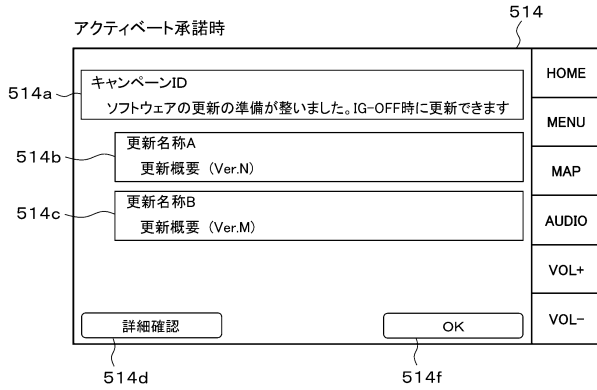 アクティベート承諾時
514
514a
キャンペーンID
ソフトウェアの更新の準備が整いました。IG-OFF時に更新できます
514b
更新名称A
更新概要 (Ver.N)
514c
更新名称B
更新概要 (Ver.M)
HOME
MENU
MAP
AUDIO
VOL+
VOL-
詳細確認
OK
514d
514f